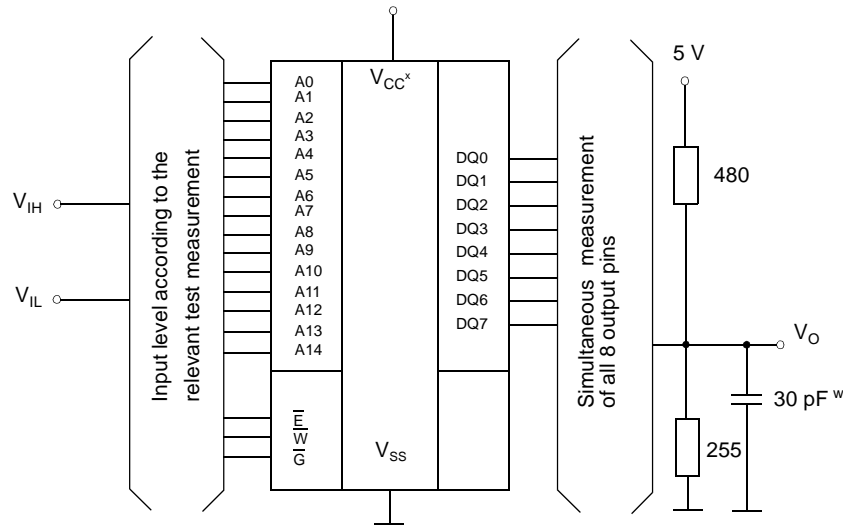 V_IH
V_IL
Input level according to the
relevant test measurement
A0
A1
A2
A3
A4
A5
A6
A7
A8
A9
A10
A11
A12
A13
A14
E̅
W̅
G̅
V_CC^x
V_SS
DQ0
DQ1
DQ2
DQ3
DQ4
DQ5
DQ6
DQ7
Simultaneous measurement
of all 8 output pins
5 V
480
V_O
30 pF ^w
255